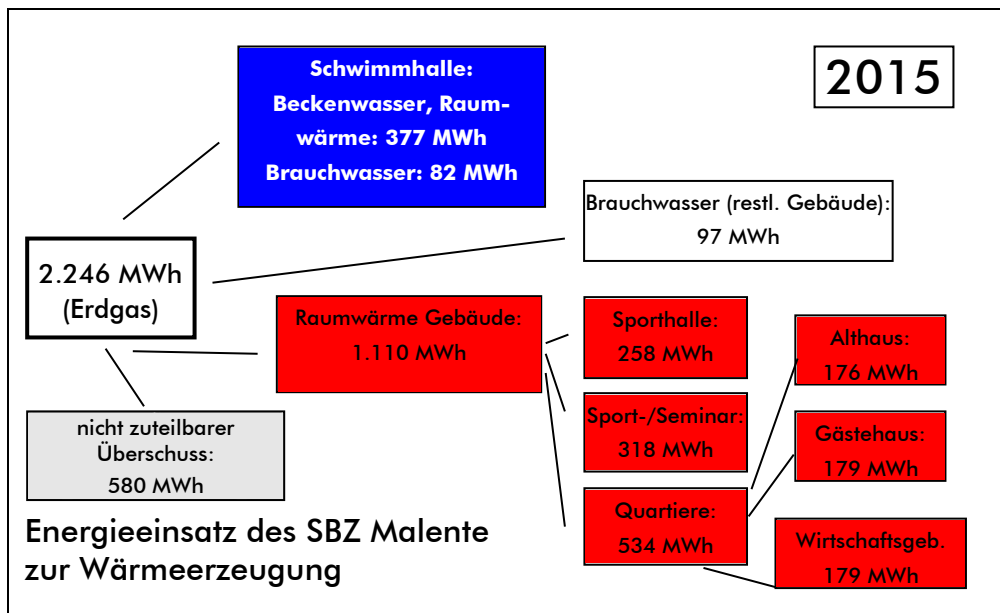 Schwimmhalle:
Beckenwasser, Raum-
wärme: 377 MWh
Brauchwasser: 82 MWh
2015
Brauchwasser (restl. Gebäude):
97 MWh
2.246 MWh
(Erdgas)
Raumwärme Gebäude:
1.110 MWh
Sporthalle:
258 MWh
Althaus:
176 MWh
nicht zuteilbarer
Überschuss:
580 MWh
Sport-/Seminar:
318 MWh
Gästehaus:
179 MWh
Quartiere:
534 MWh
Wirtschaftsgeb.
179 MWh
Energieeinsatz des SBZ Malente
zur Wärmeerzeugung